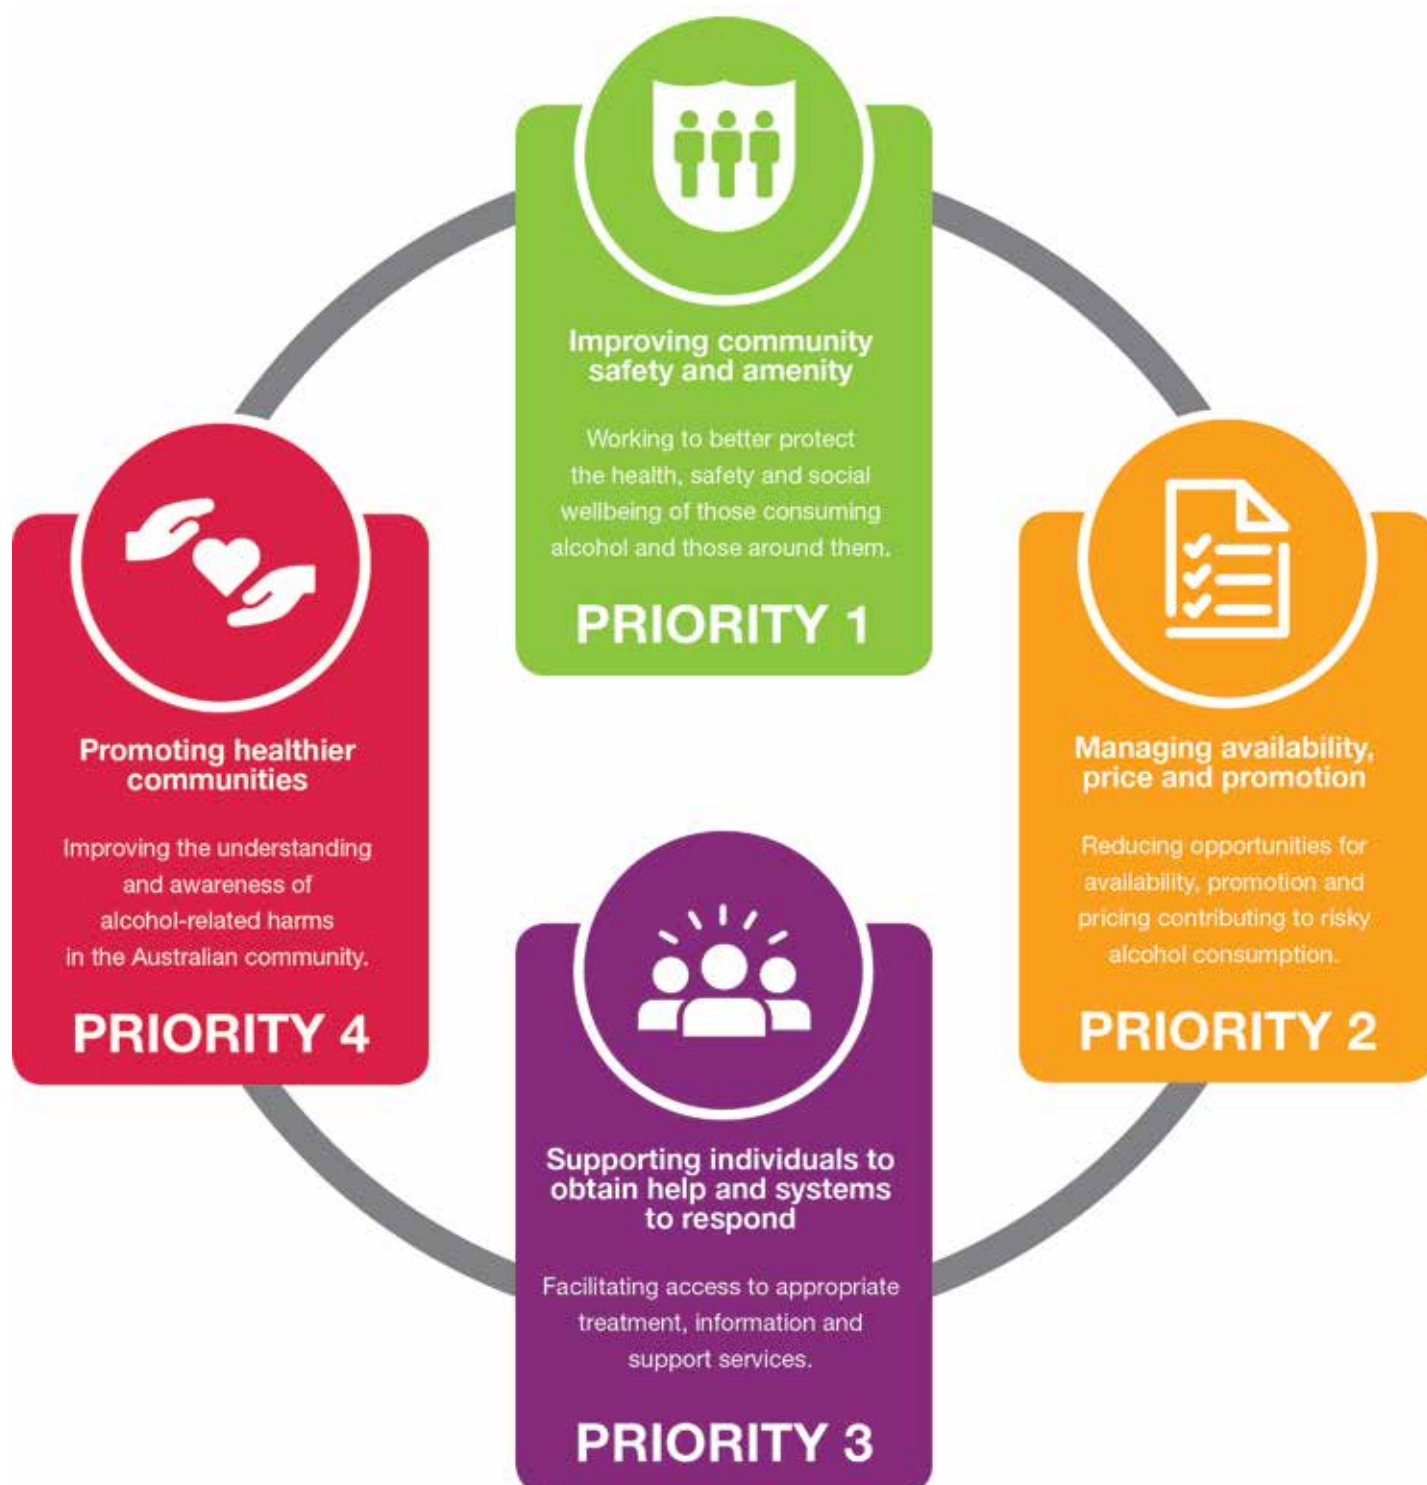 Improving community
safety and amenity
Working to better protect
the health, safety and social
wellbeing of those consuming
alcohol and those around them.
PRIORITY 1
Managing availability,
price and promotion
Reducing opportunities for
availability, promotion and
pricing contributing to risky
alcohol consumption.
PRIORITY 2
Supporting individuals to
obtain help and systems
to respond
Facilitating access to appropriate
treatment, information and
support services.
PRIORITY 3
Promoting healthier
communities
Improving the understanding
and awareness of
alcohol-related harms
in the Australian community.
PRIORITY 4